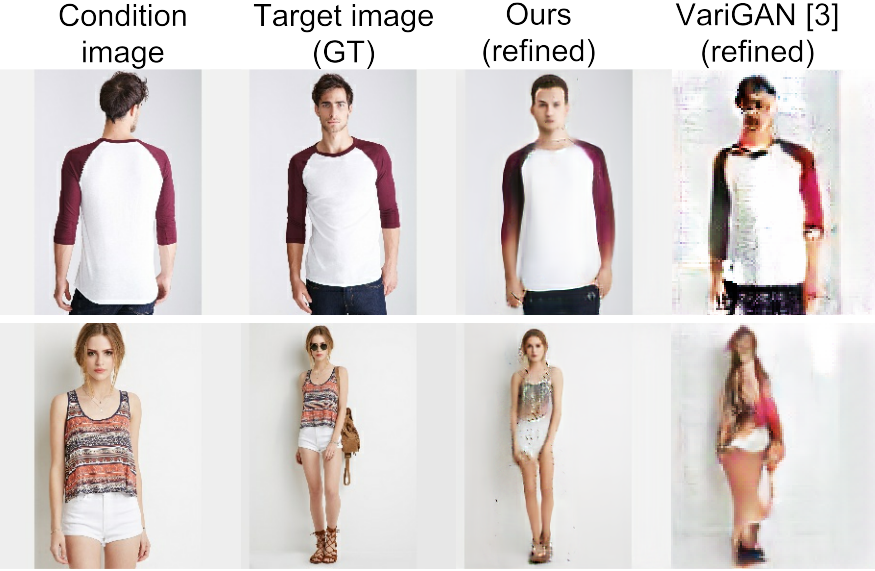 Condition image
Target image (GT)
Ours (refined)
VariGAN [3] (refined)